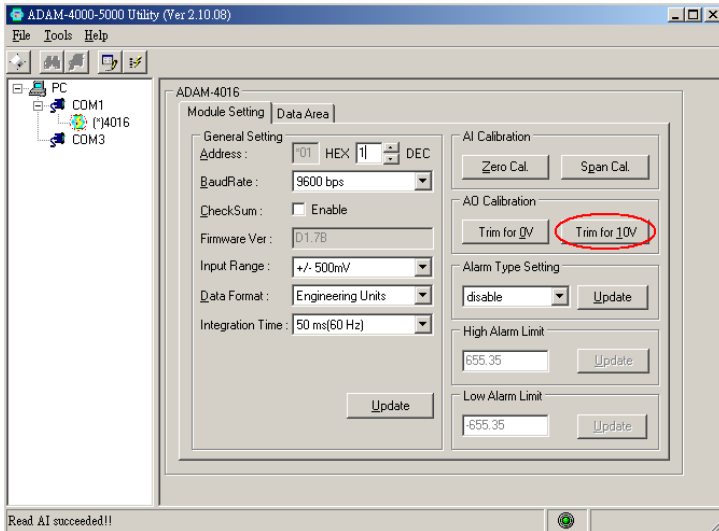 ADAM-4000-5000 Utility (Ver 2.10.08)
File Tools Help
PC
COM1
(*)4016
COM3
ADAM-4016
Module Setting
Data Area
General Setting
Address :
*01 HEX 1 DEC
BaudRate :
9600 bps
CheckSum :
Enable
Firmware Ver :
D1.7B
Input Range :
+/- 500mV
Data Format :
Engineering Units
Integration Time :
50 ms(60 Hz)
Update
AI Calibration
Zero Cal.
Span Cal.
AO Calibration
Trim for 0V
Trim for 10V
Alarm Type Setting
disable
Update
High Alarm Limit
655.35
Update
Low Alarm Limit
-655.35
Update
Read AI succeeded!!